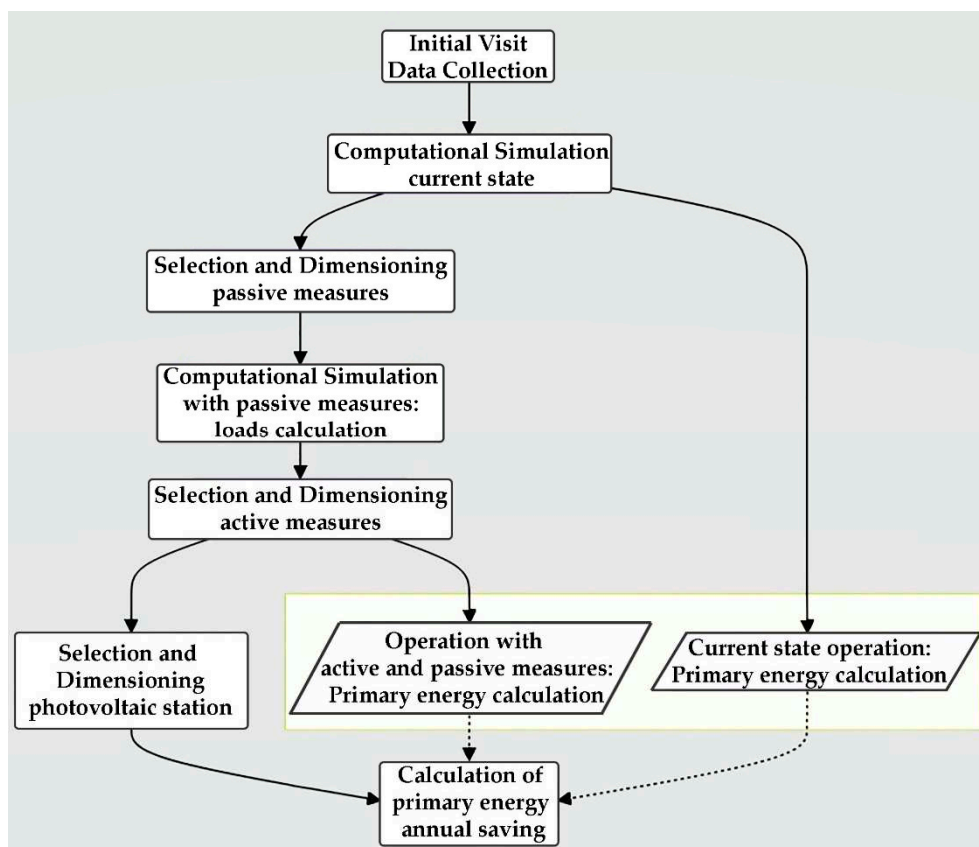 Initial Visit
Data Collection
Computational Simulation
current state
Selection and Dimensioning
passive measures
Computational Simulation
with passive measures:
loads calculation
Selection and Dimensioning
active measures
Selection and
Dimensioning
photovoltaic station
Operation with
active and passive measures:
Primary energy calculation
Current state operation:
Primary energy calculation
Calculation of
primary energy
annual saving